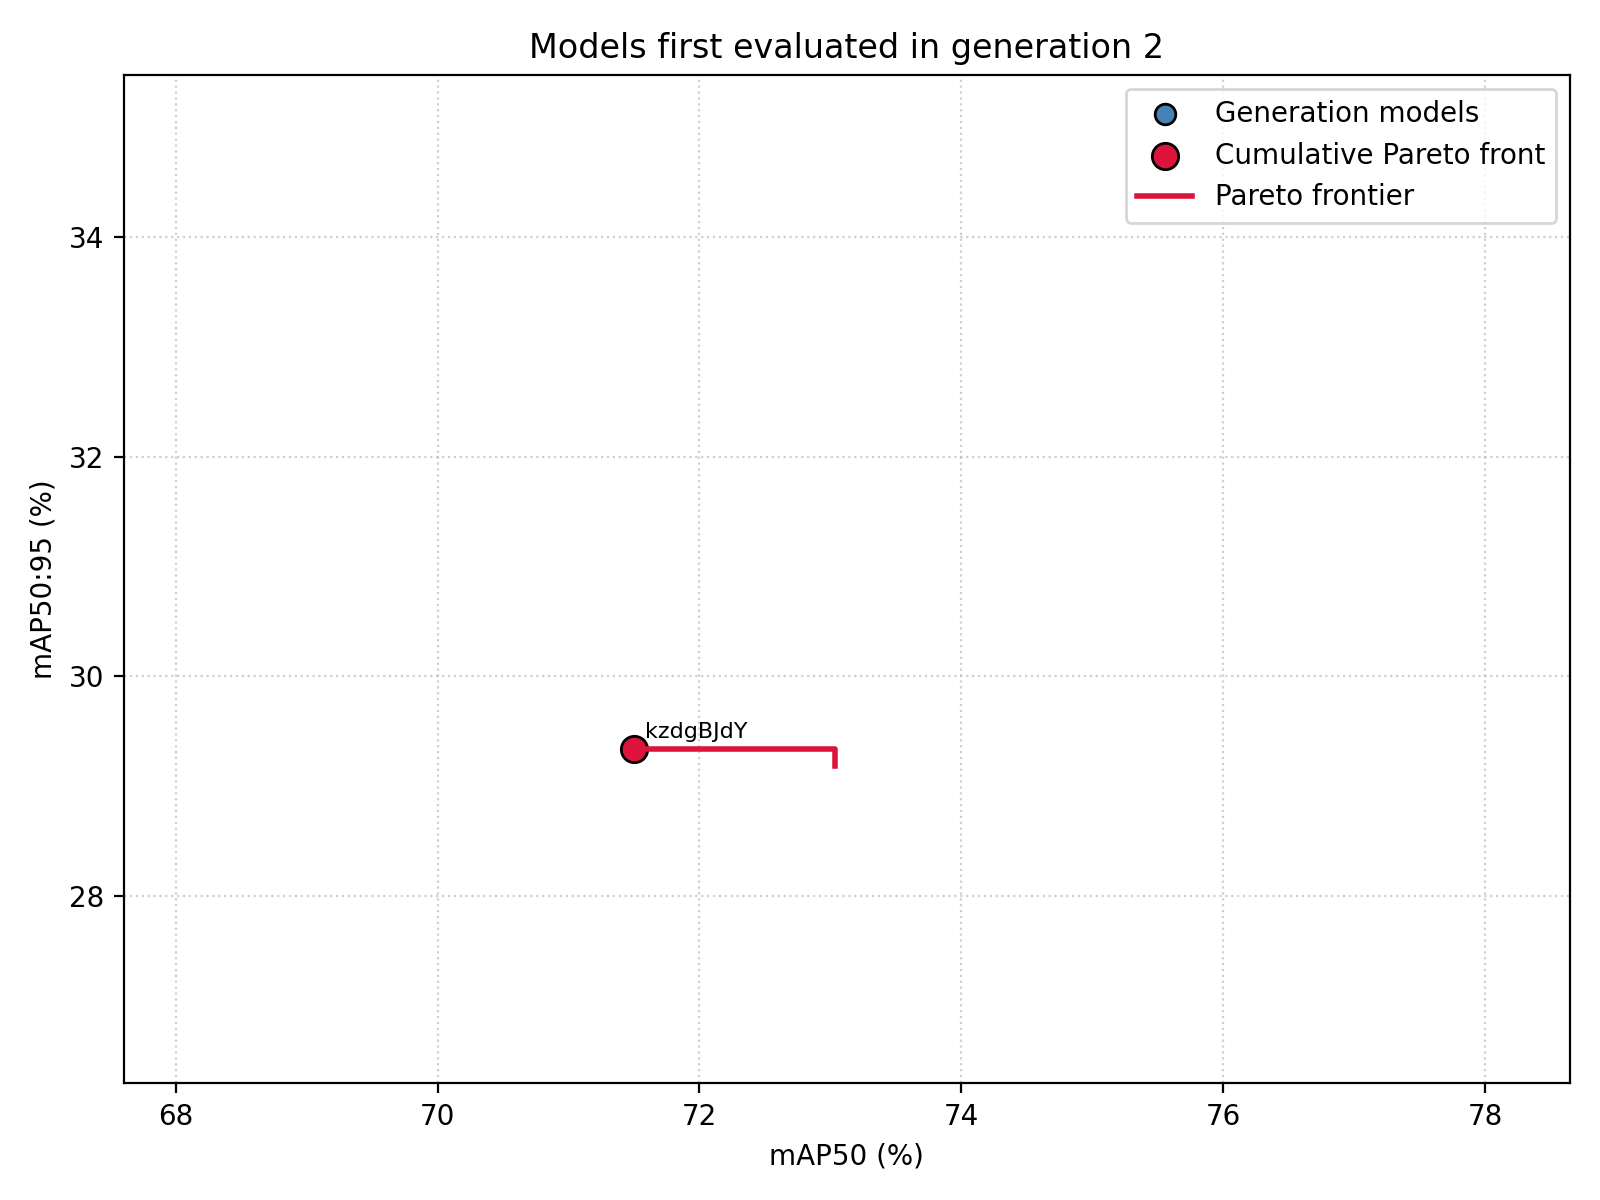 Models first evaluated in generation 2
Generation models
Cumulative Pareto front
Pareto frontier
34
32
30
28
mAP50:95 (%)
kzdgBJdY
68 70 72 74 76 78
mAP50 (%)